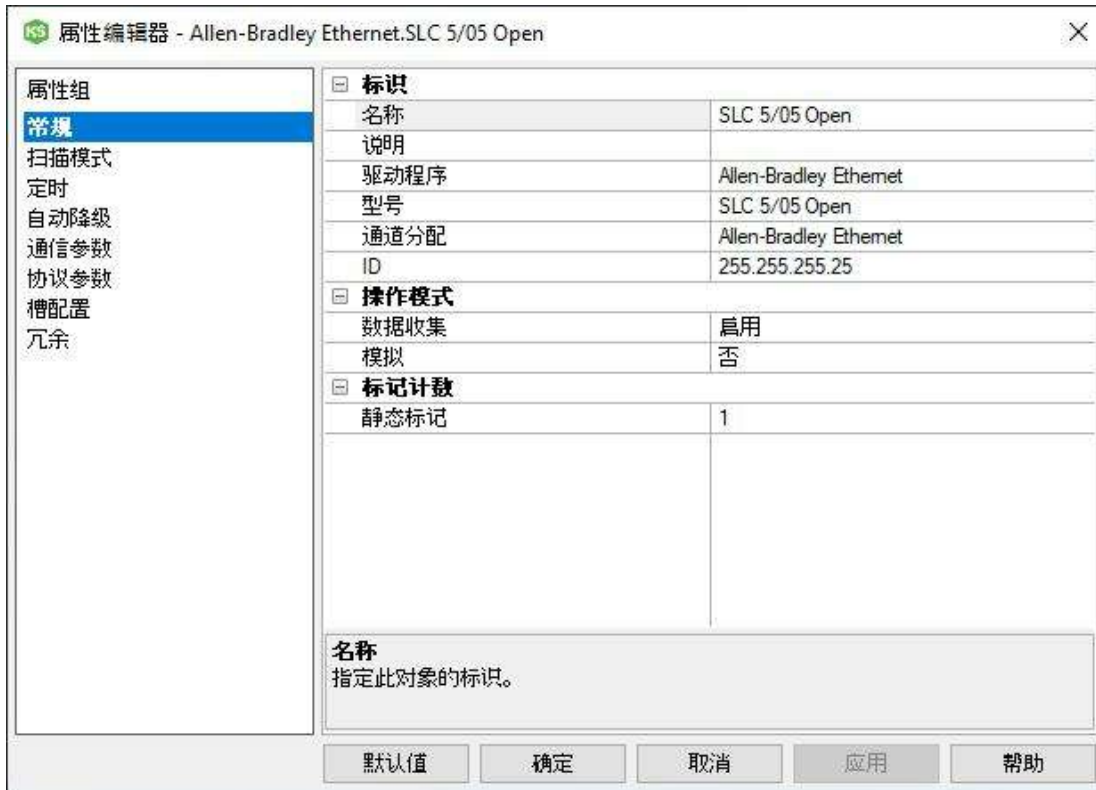 KS 属性编辑器 - Allen-Bradley Ethernet.SLC 5/05 Open
属性组
常规
扫描模式
定时
自动降级
通信参数
协议参数
槽配置
冗余
标识
名称 SLC 5/05 Open
说明
驱动程序 Allen-Bradley Ethernet
型号 SLC 5/05 Open
通道分配 Allen-Bradley Ethernet
ID 255.255.255.25
操作模式
数据收集 启用
模拟 否
标记计数
静态标记 1
名称
指定此对象的标识。
默认值 确定 取消 应用 帮助